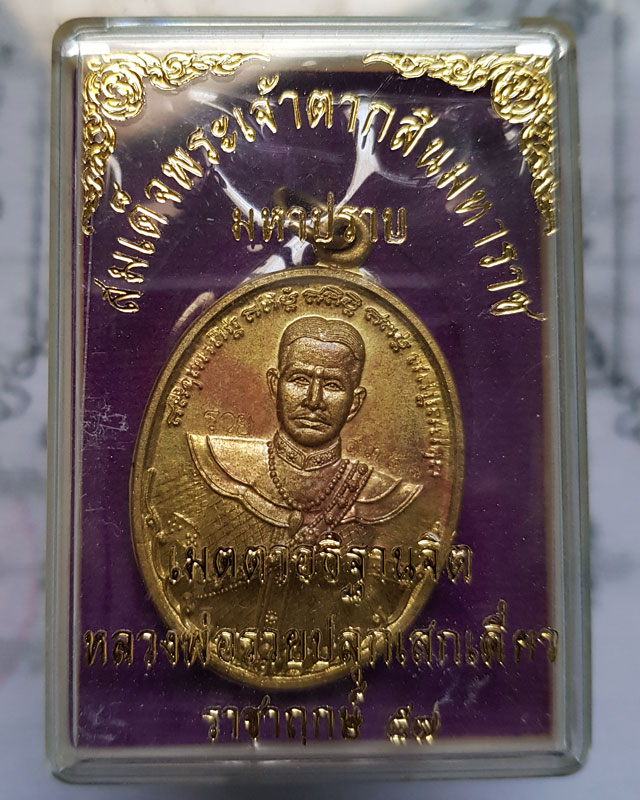 สมเด็จพระเจ้าตากสินมหาราช
มหาปราบ
รวย
เมตตาอธิฐานจิต
หลวงพ่อรวยปลุกเสกเดี่ยว
ราชาฤกษ์ ๕๗